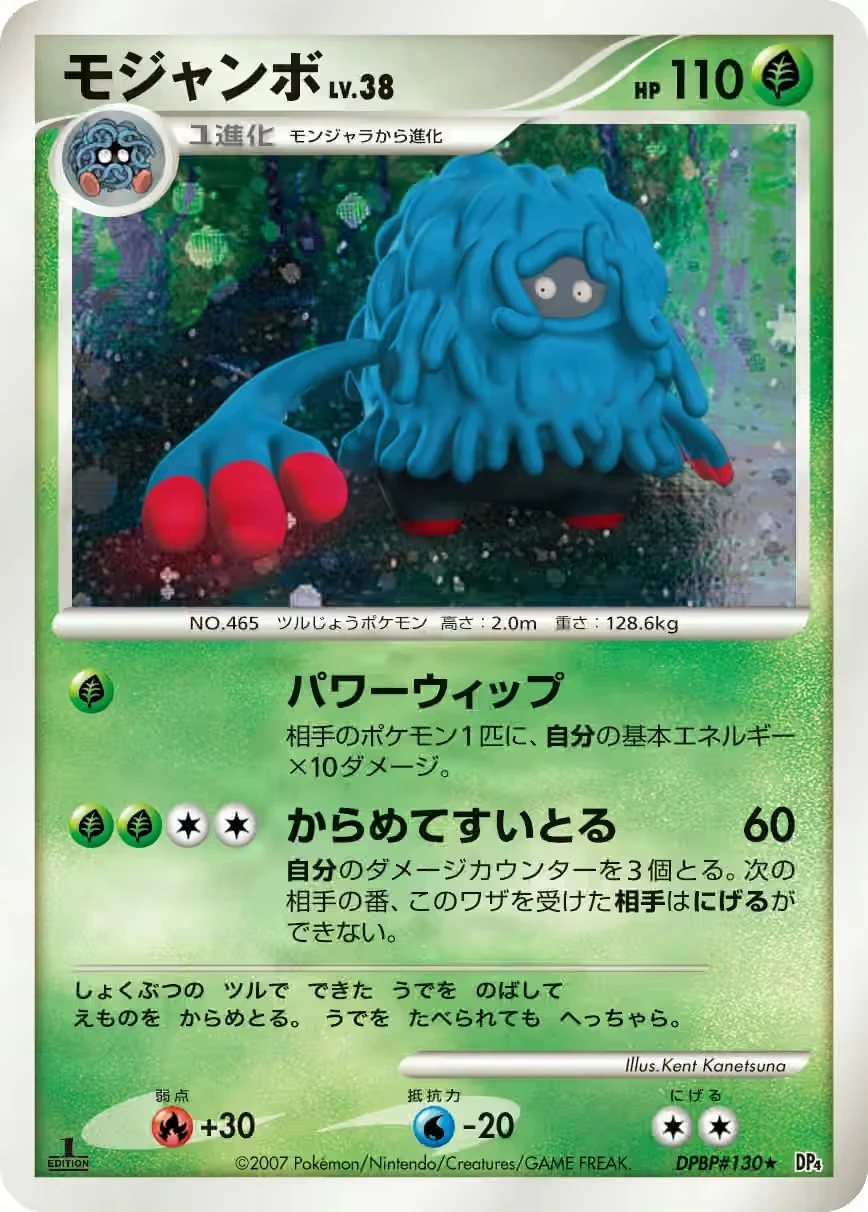 モジャンボ LV.38 HP 110
1進化 モンジャラから進化
NO.465 ツルじょうポケモン 高さ:2.0m 重さ:128.6kg
パワーウィップ
相手のポケモン1匹に、自分の基本エネルギー
×10ダメージ。
からめてすいとる 60
自分のダメージカウンターを3個とる。次の
相手の番、このワザを受けた相手はにげるが
できない。
しょくぶつの ツルで できた うでを のばして
えものを からめとる。 うでを たべられても へっちゃら。
Illus.Kent Kanetsuna
弱点 抵抗力 にげる
+30 -20
1
EDITION
©2007 Pokémon/Nintendo/Creatures/GAME FREAK. DPBP#130★ DP4